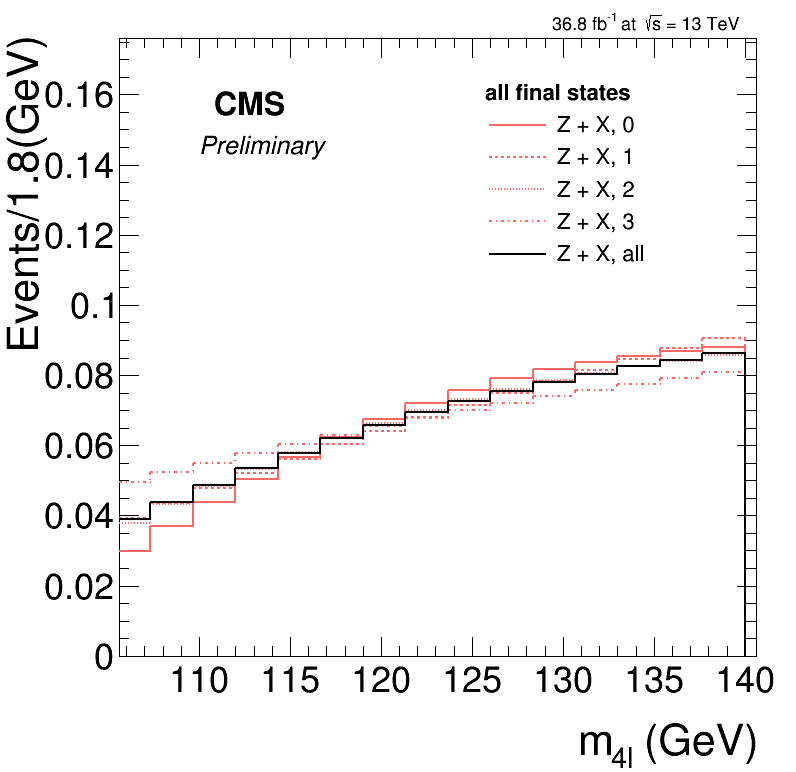 36.8 fb⁻¹ at √s = 13 TeV
CMS
Preliminary
all final states
Z + X, 0
Z + X, 1
Z + X, 2
Z + X, 3
Z + X, all
Events/1.8(GeV)
0.16
0.14
0.12
0.1
0.08
0.06
0.04
0.02
0
110 115 120 125 130 135 140
m₄ₗ (GeV)